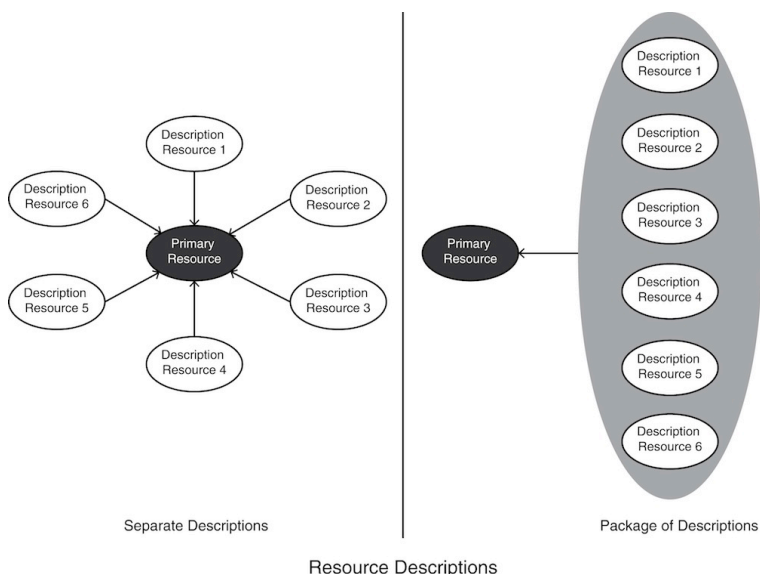 Description
Resource 1
Description
Resource 6
Description
Resource 2
Primary
Resource
Description
Resource 5
Description
Resource 3
Description
Resource 4
Separate Descriptions
Description
Resource 1
Description
Resource 2
Description
Resource 3
Primary
Resource
Description
Resource 4
Description
Resource 5
Description
Resource 6
Package of Descriptions
Resource Descriptions